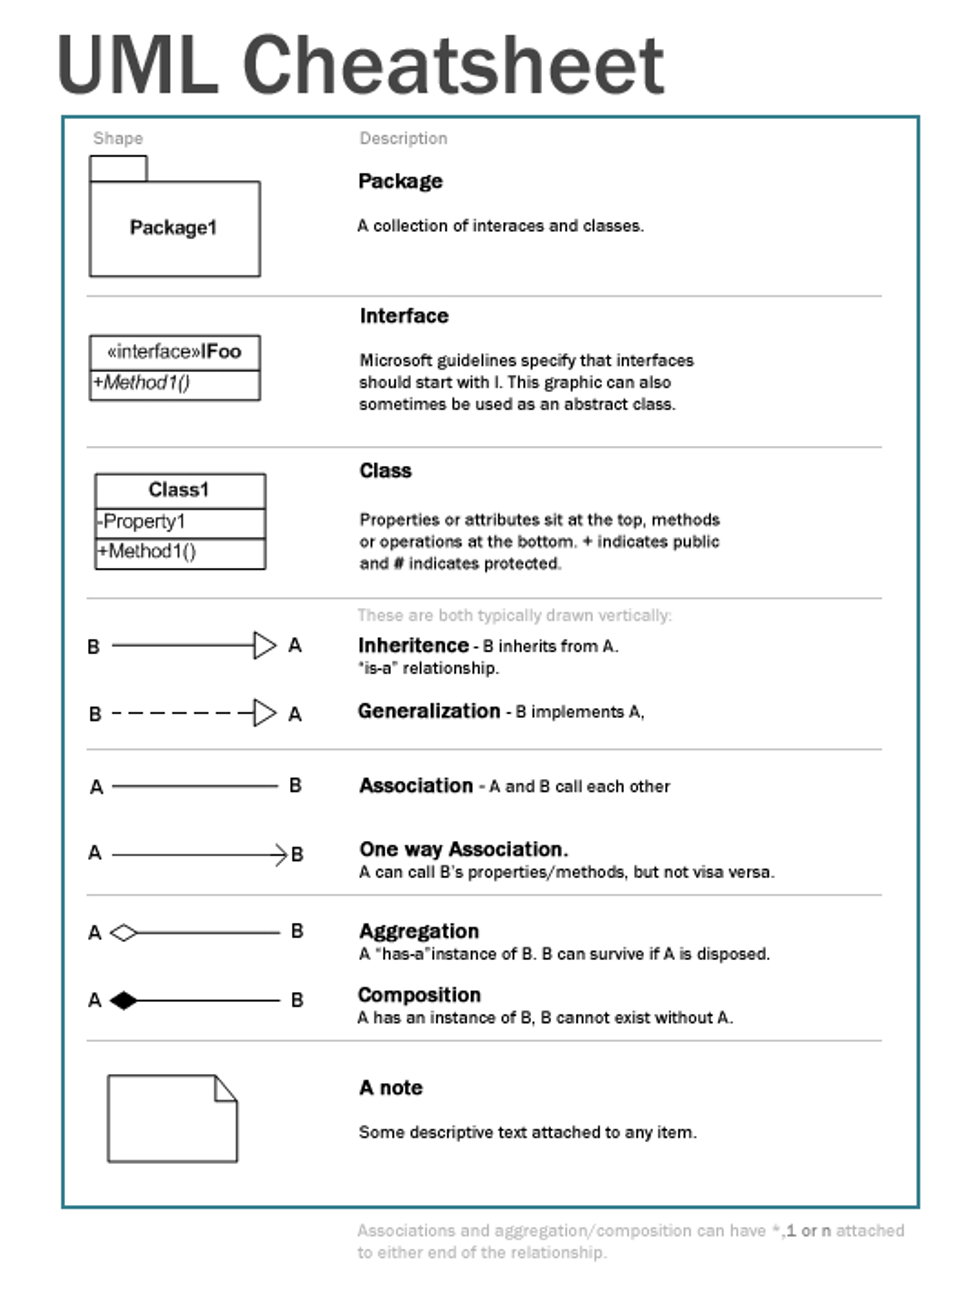 UML Cheatsheet
Shape
Description
Package1
Package
A collection of interaces and classes.
«interface»IFoo
+Method1()
Interface
Microsoft guidelines specify that interfaces
should start with I. This graphic can also
sometimes be used as an abstract class.
Class1
-Property1
+Method1()
Class
Properties or attributes sit at the top, methods
or operations at the bottom. + indicates public
and # indicates protected.
These are both typically drawn vertically:
B A
Inheritence - B inherits from A.
"is-a" relationship.
B A
Generalization - B implements A,
A B
Association - A and B call each other
A B
One way Association.
A can call B's properties/methods, but not visa versa.
A B
Aggregation
A "has-a"instance of B. B can survive if A is disposed.
A B
Composition
A has an instance of B, B cannot exist without A.
A note
Some descriptive text attached to any item.
Associations and aggregation/composition can have *,1 or n attached
to either end of the relationship.